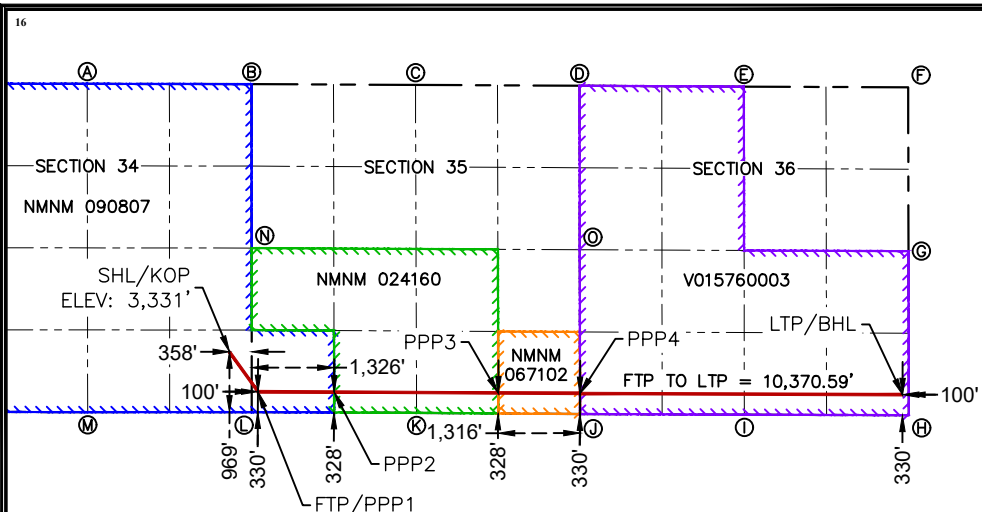 16
A
B
C
D
E
F
SECTION 34
SECTION 35
SECTION 36
NMNM 090807
N
O
G
SHL/KOP
ELEV: 3,331'
NMNM 024160
V015760003
LTP/BHL
PPP3
PPP4
358'
1,326'
NMNM
067102
FTP TO LTP = 10,370.59'
100'
100'
M
L
K
1,316'
J
I
H
969'
330'
328'
PPP2
328'
330'
330'
FTP/PPP1